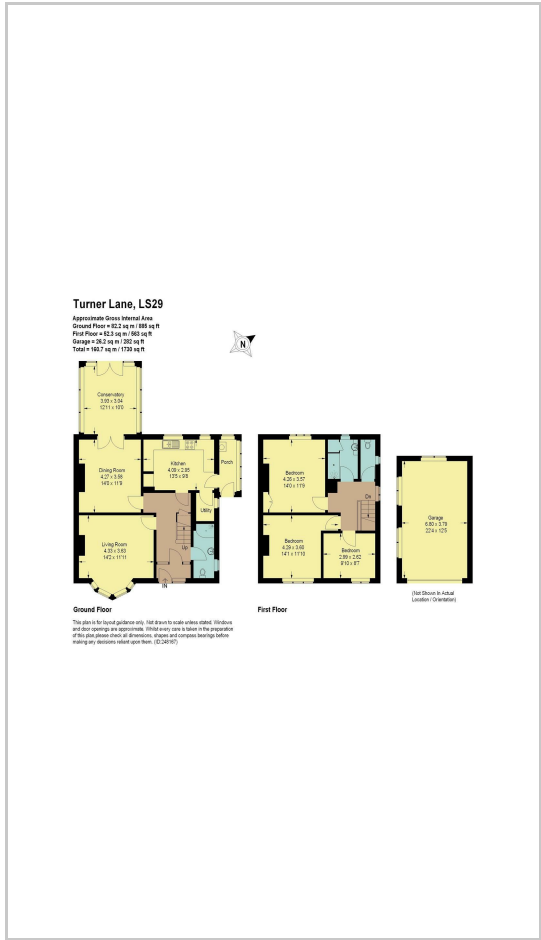 Turner Lane, LS29
Approximate Gross Internal Area
Ground Floor = 82.2 sq m / 885 sq ft
First Floor = 52.3 sq m / 563 sq ft
Garage = 26.2 sq m / 282 sq ft
Total = 160.7 sq m / 1730 sq ft
N
Conservatory
3.93 x 3.04
12'11 x 10'0
Dining Room
4.27 x 3.58
14'0 x 11'9
Kitchen
4.09 x 2.95
13'5 x 9'8
Porch
Utility
Living Room
4.33 x 3.63
14'2 x 11'11
Up
IN
Ground Floor
Bedroom
4.26 x 3.57
14'0 x 11'9
Dn
Bedroom
4.29 x 3.60
14'1 x 11'10
Bedroom
2.69 x 2.62
8'10 x 8'7
First Floor
Garage
6.80 x 3.78
22'4 x 12'5
(Not Shown In Actual
Location / Orientation)
This plan is for layout guidance only. Not drawn to scale unless stated. Windows
and door openings are approximate. Whilst every care is taken in the preparation
of this plan, please check all dimensions, shapes and compass bearings before
making any decisions reliant upon them. (ID:246167)